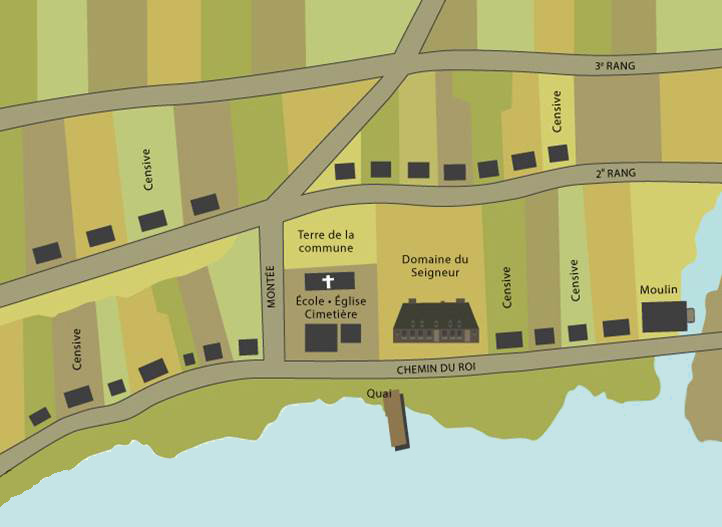 3e RANG
Censive
Censive
2e RANG
Terre de la
commune
Domaine du
Seigneur
MONTÉE
Censive
Censive
Moulin
École • Église
Cimetière
Censive
CHEMIN DU ROI
Quai